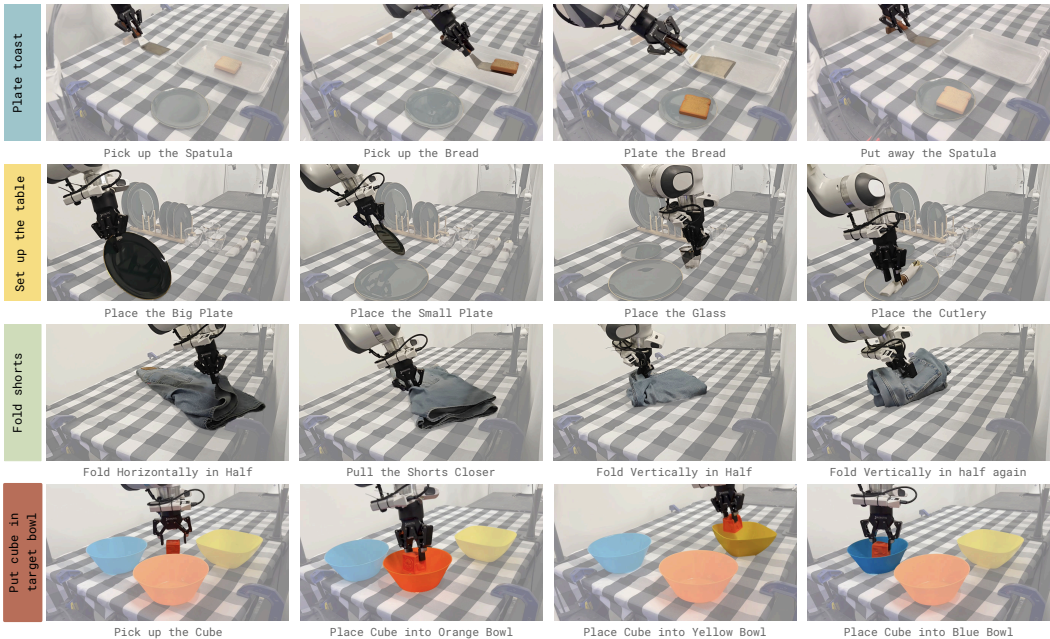 Plate toast
Pick up the Spatula
Pick up the Bread
Plate the Bread
Put away the Spatula
Set up the table
Place the Big Plate
Place the Small Plate
Place the Glass
Place the Cutlery
Fold shorts
Fold Horizontally in Half
Pull the Shorts Closer
Fold Vertically in Half
Fold Vertically in half again
Put cube in
target bowl
Pick up the Cube
Place Cube into Orange Bowl
Place Cube into Yellow Bowl
Place Cube into Blue Bowl